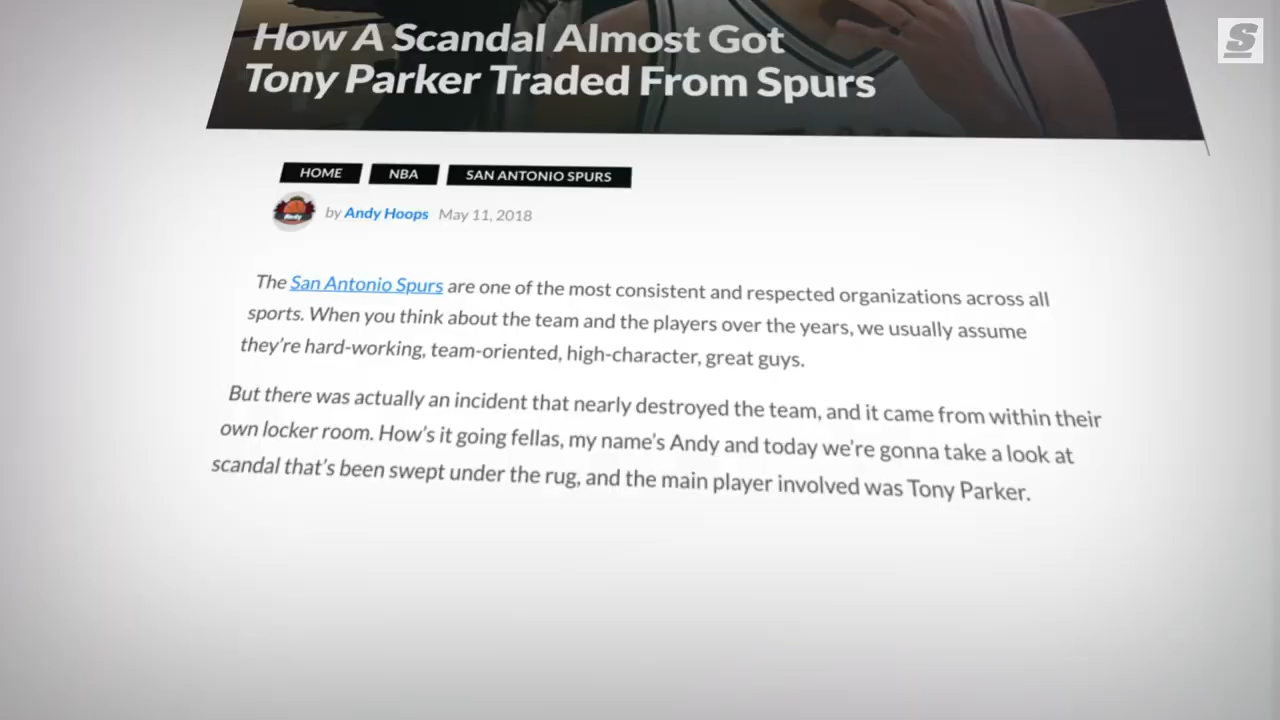 S
How A Scandal Almost Got
Tony Parker Traded From Spurs
HOME NBA SAN ANTONIO SPURS
by Andy Hoops May 11, 2018
The San Antonio Spurs are one of the most consistent and respected organizations across all
sports. When you think about the team and the players over the years, we usually assume
they're hard-working, team-oriented, high-character, great guys.
But there was actually an incident that nearly destroyed the team, and it came from within their
own locker room. How's it going fellas, my name's Andy and today we're gonna take a look at
scandal that's been swept under the rug, and the main player involved was Tony Parker.